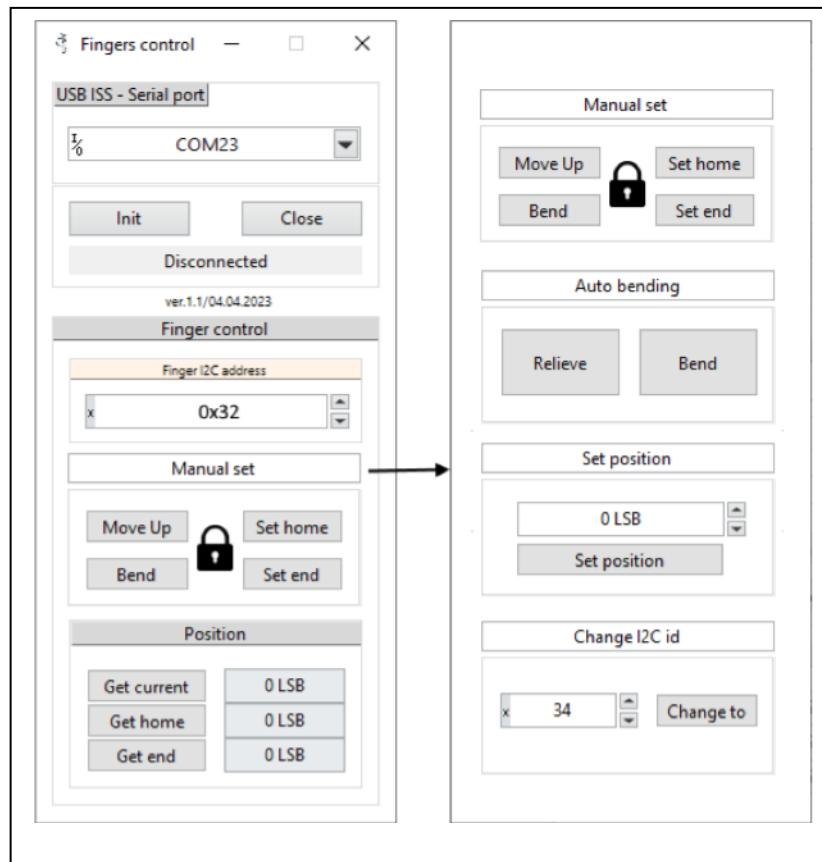 Fingers control
USB ISS - Serial port
I/O COM23
Init Close
Disconnected
ver.1.1/04.04.2023
Finger control
Finger I2C address
x 0x32
Manual set
Move Up Set home
Bend Set end
Position
Get current 0 LSB
Get home 0 LSB
Get end 0 LSB
Manual set
Move Up Set home
Bend Set end
Auto bending
Relieve Bend
Set position
0 LSB
Set position
Change I2C id
x 34 Change to